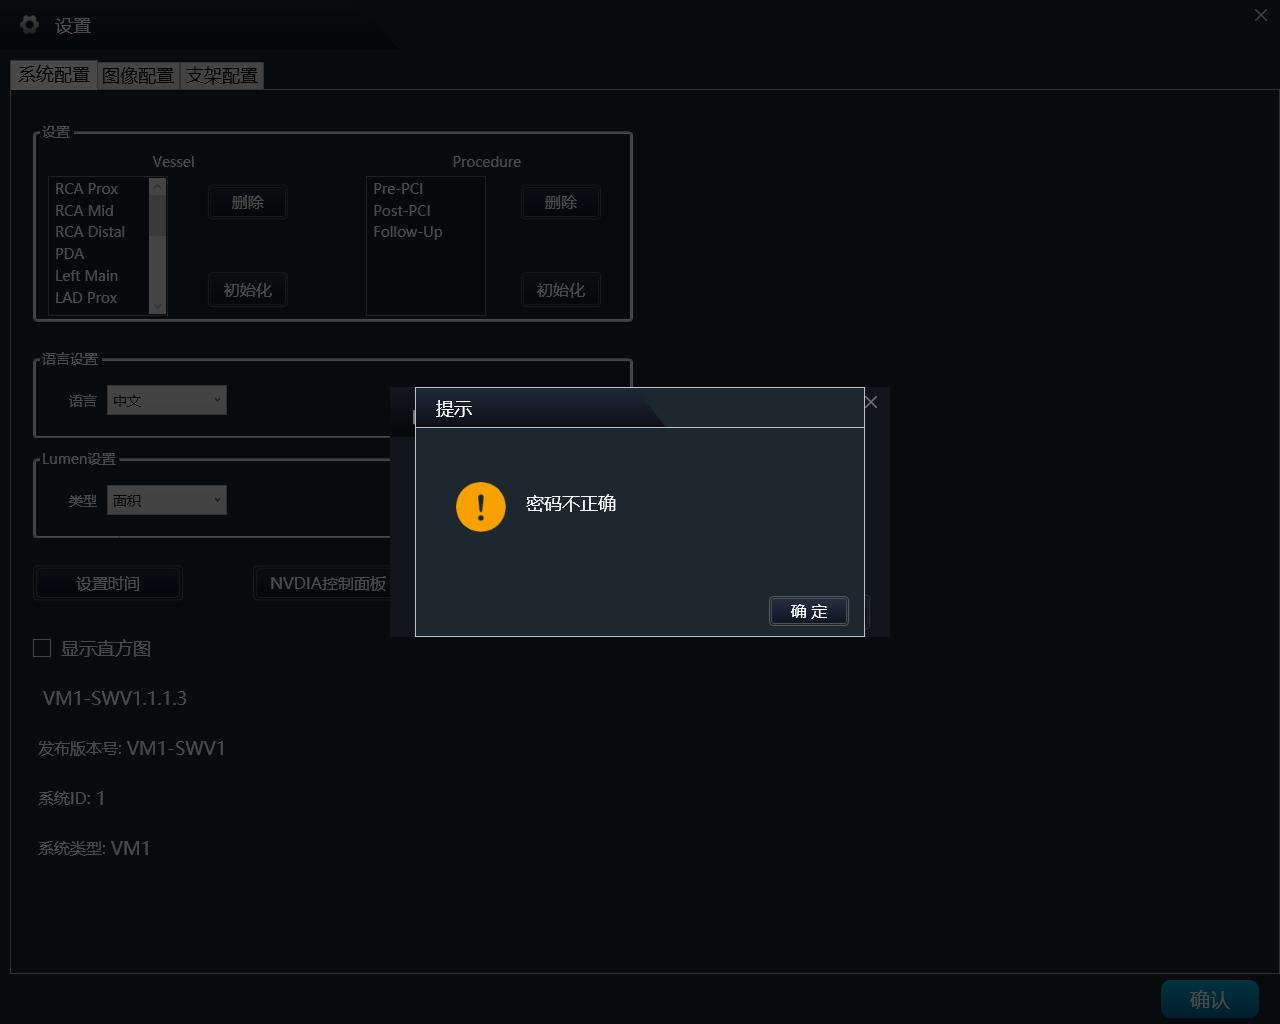 设置
系统配置 图像配置 支架配置
设置
Vessel
Procedure
RCA Prox
RCA Mid
RCA Distal
PDA
Left Main
LAD Prox
删除
初始化
Pre-PCI
Post-PCI
Follow-Up
删除
初始化
语言设置
语言 中文
Lumen设置
类型 面积
设置时间
NVDIA控制面板
提示
密码不正确
确 定
显示直方图
VM1-SWV1.1.1.3
发布版本号: VM1-SWV1
系统ID: 1
系统类型: VM1
确认